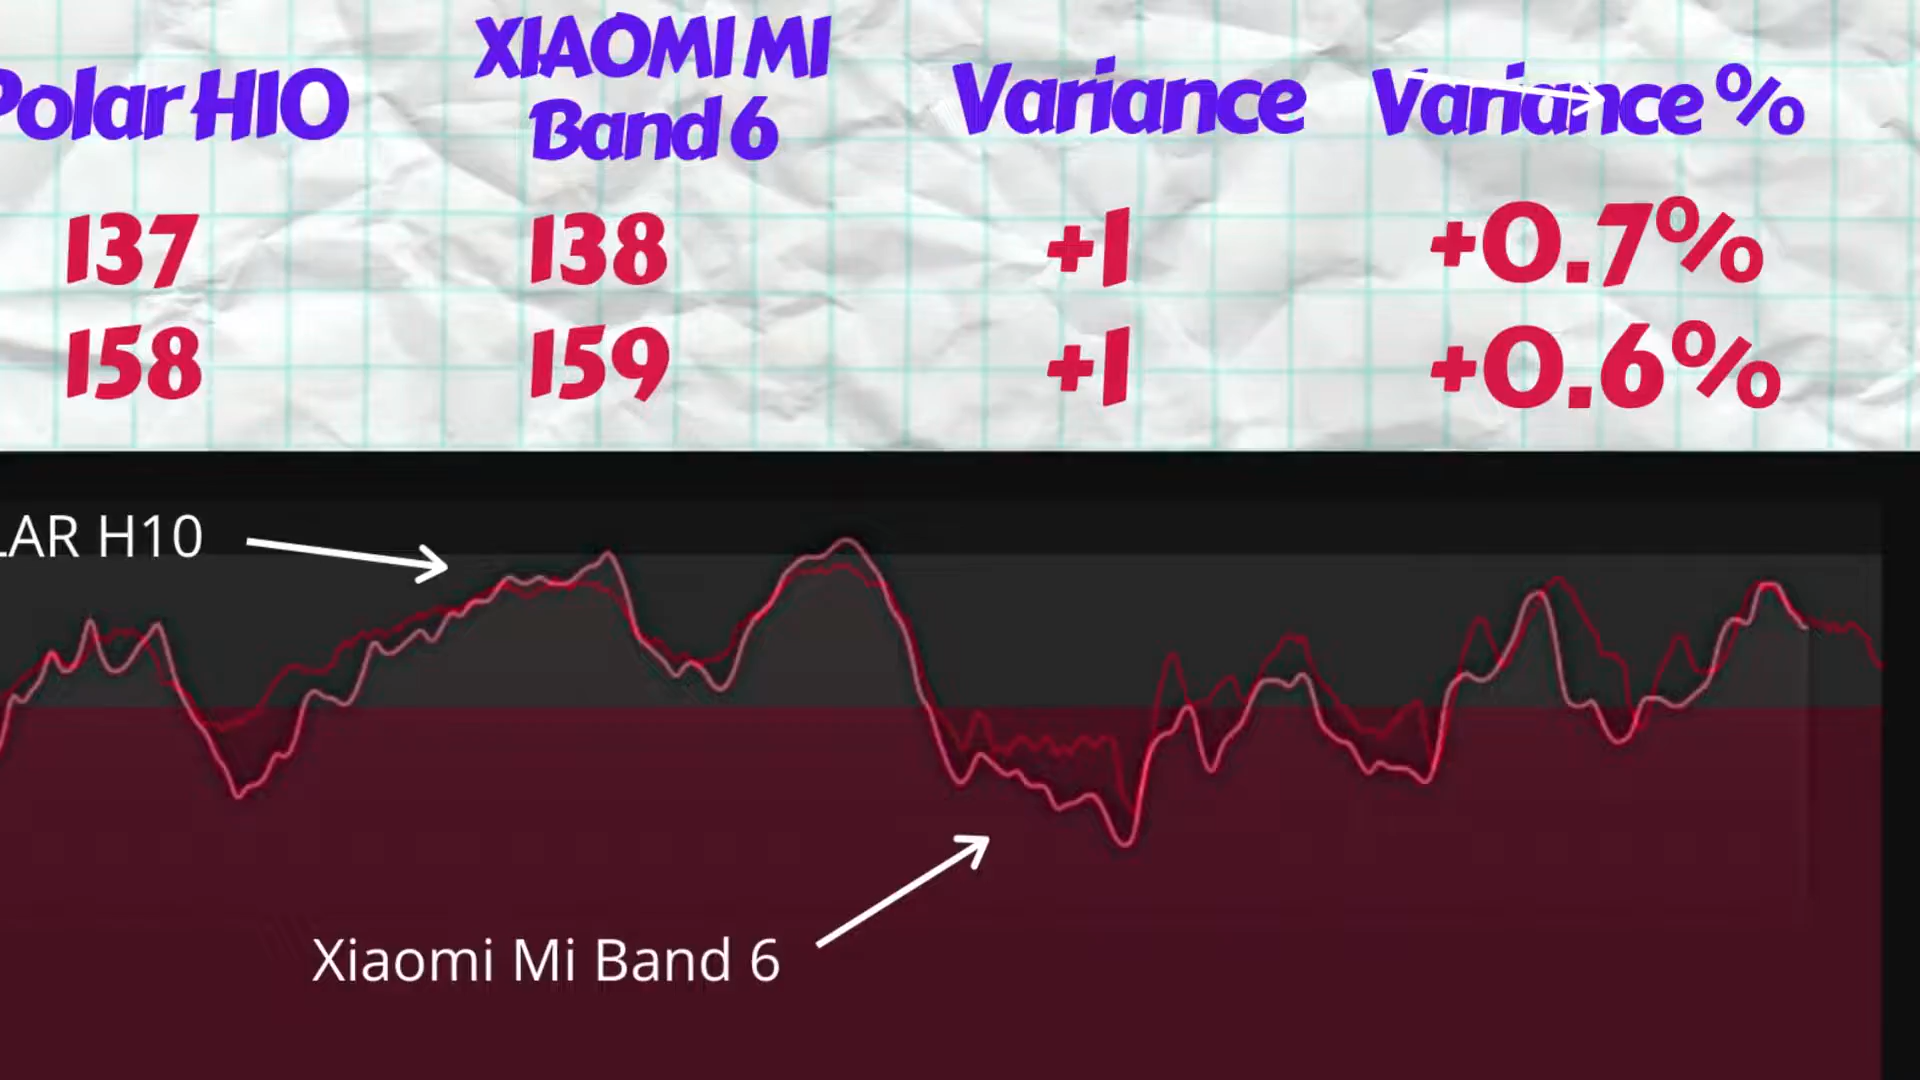 Polar H10
XIAOMI MI
Band 6
Variance
Variance %
137 138 +1 +0.7%
158 159 +1 +0.6%
LAR H10
Xiaomi Mi Band 6